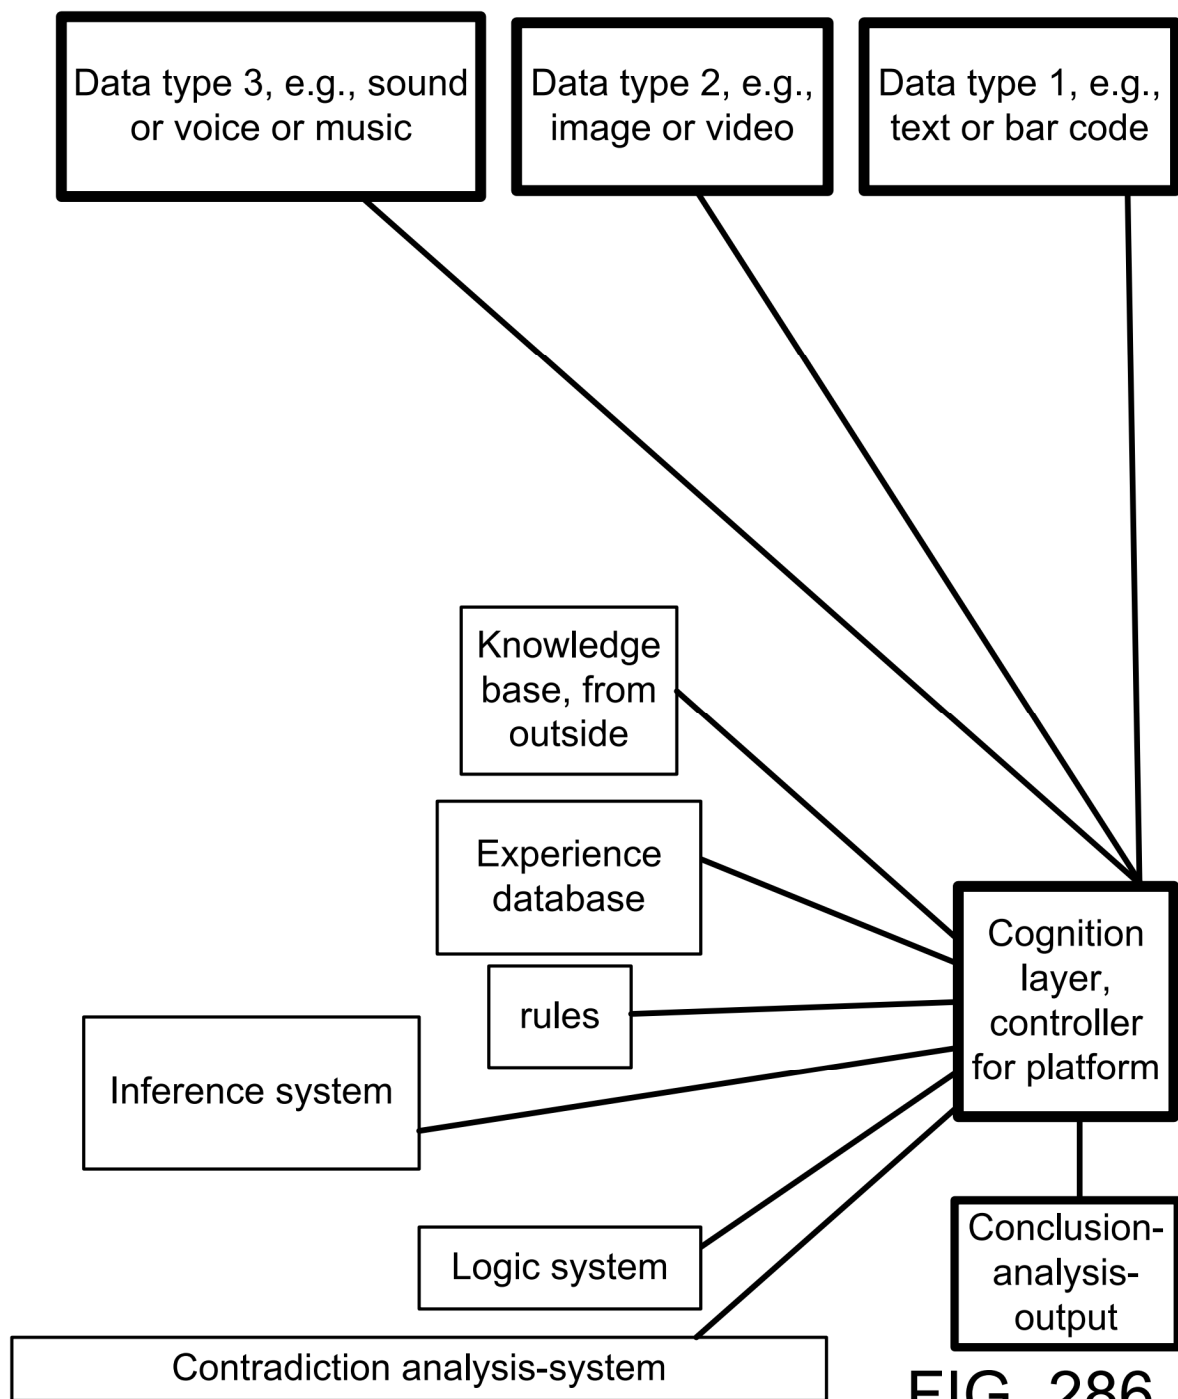 Data type 3, e.g., sound
or voice or music
Data type 2, e.g.,
image or video
Data type 1, e.g.,
text or bar code
Knowledge
base, from
outside
Experience
database
rules
Inference system
Logic system
Contradiction analysis-system
Cognition
layer,
controller
for platform
Conclusion-
analysis-
output
FIG. 286